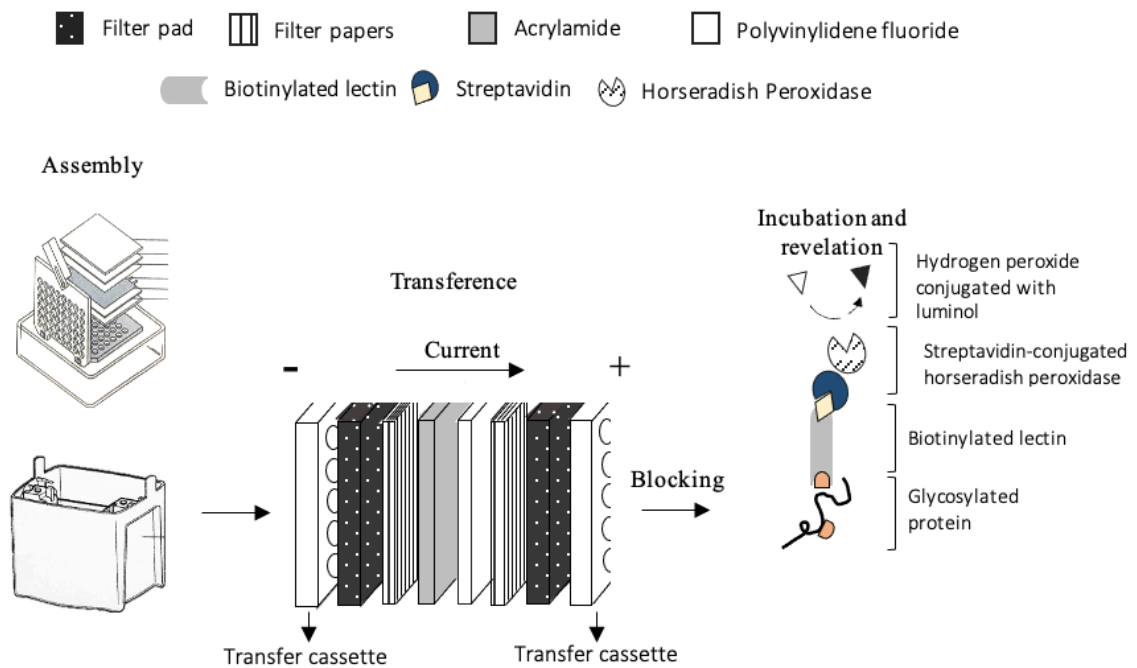 Filter pad
Filter papers
Acrylamide
Polyvinylidene fluoride
Biotinylated lectin
Streptavidin
Horseradish Peroxidase
Assembly
Transference
Current
- +
Transfer cassette
Transfer cassette
Blocking
Incubation and
revelation
Hydrogen peroxide
conjugated with
luminol
Streptavidin-conjugated
horseradish peroxidase
Biotinylated lectin
Glycosylated
protein